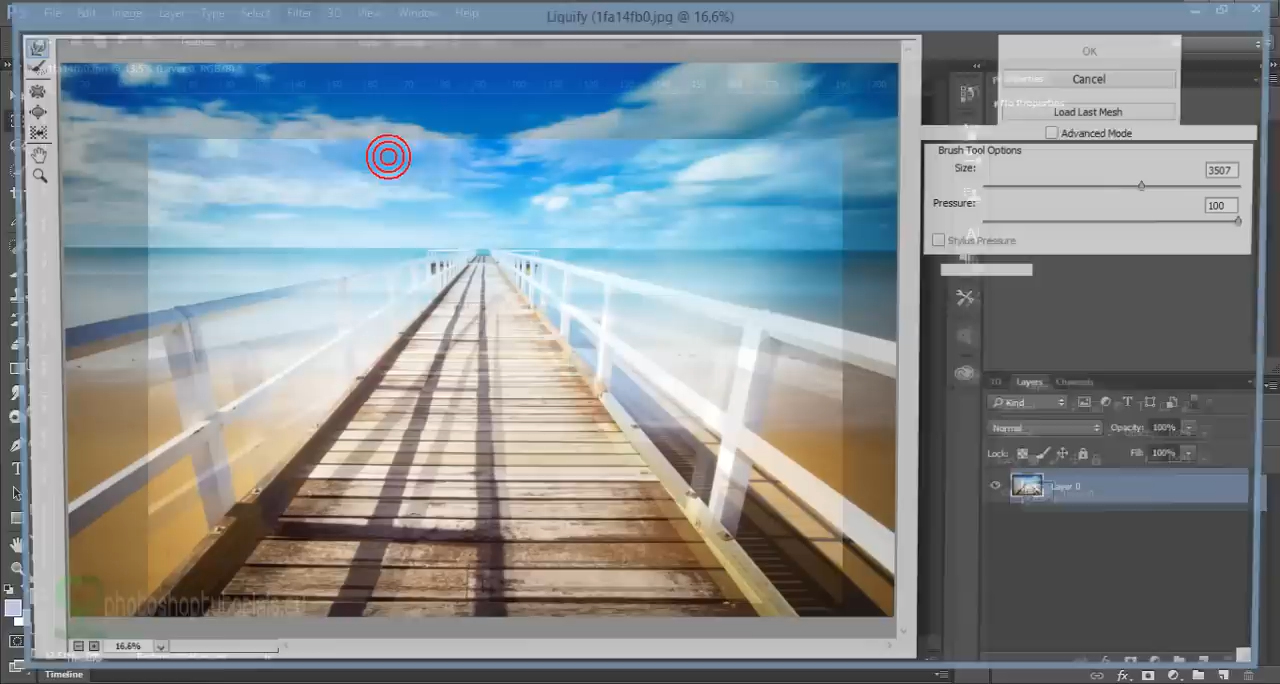 File Edit Image Layer Type Select Filter 3D View Window Help
Liquify (1fa14fb0.jpg @ 16,6%)
OK
Cancel
Load Last Mesh
Advanced Mode
Brush Tool Options
Size:
3507
Pressure:
100
Stylus Pressure
Properties
3D Layers Channels
Kind
Normal
Opacity: 100%
Lock:
Fill: 100%
Layer 0
photoshoptutorials
16.6%
Timeline